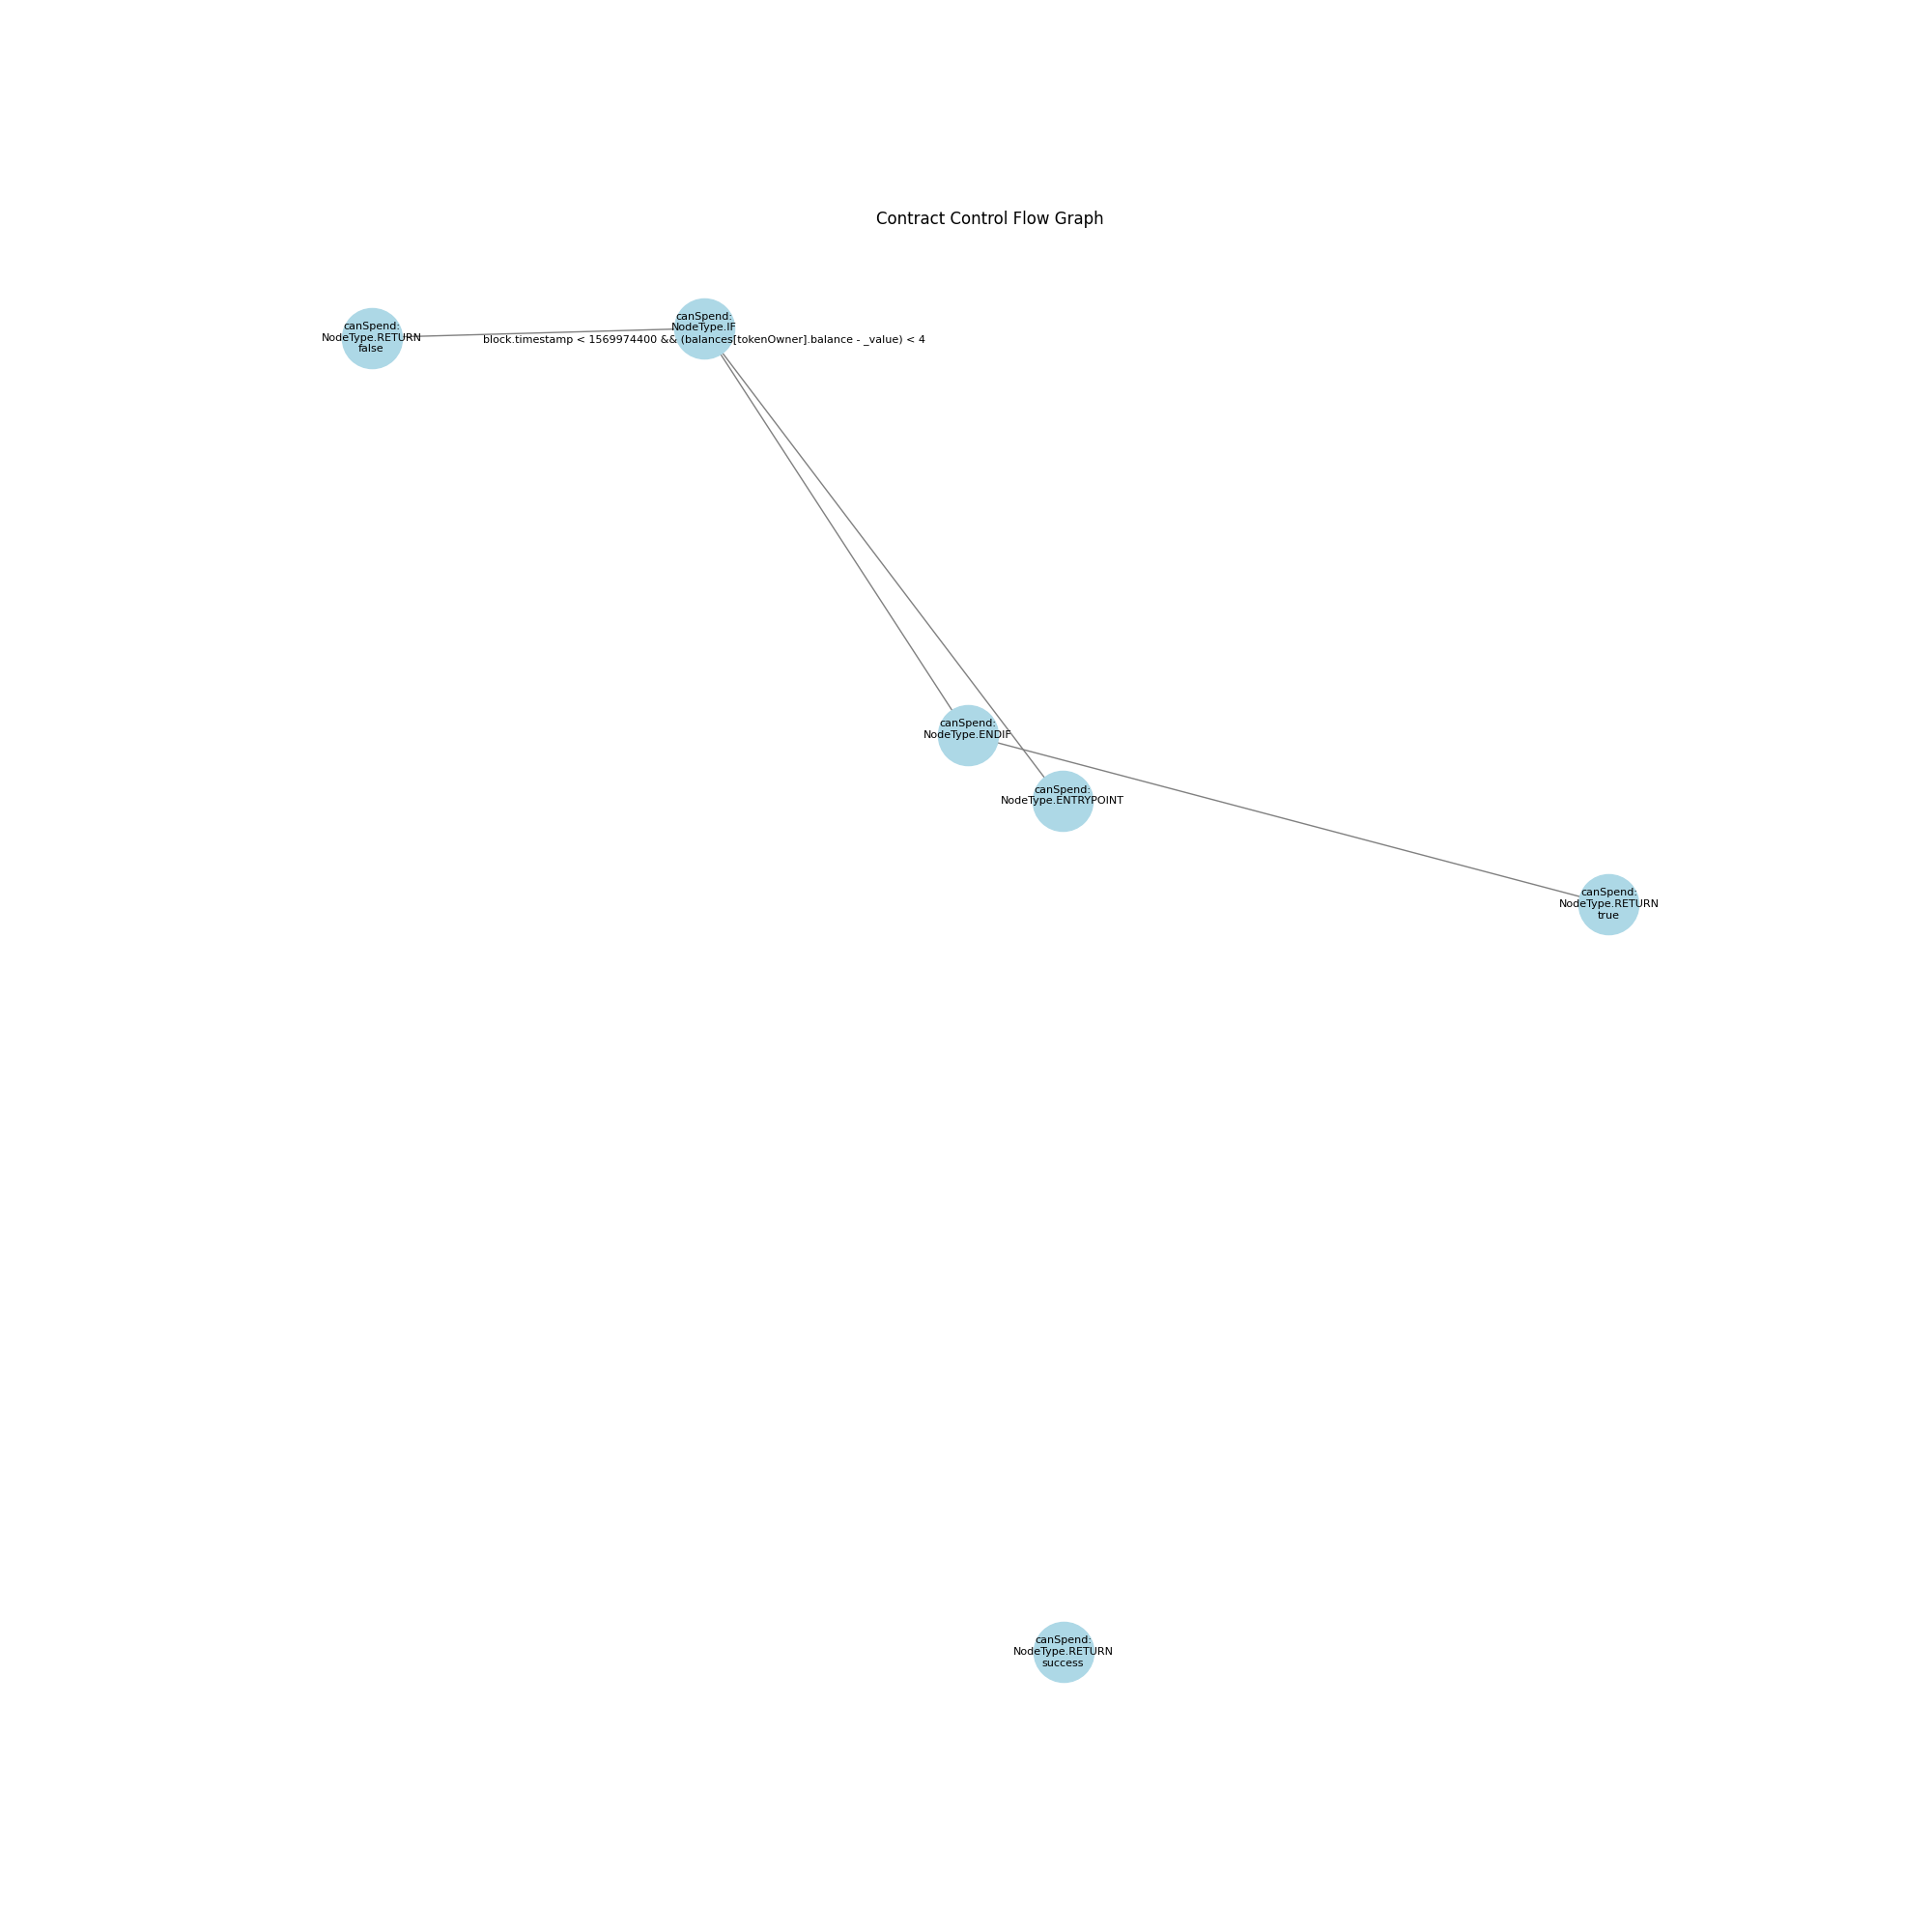 Contract Control Flow Graph
canSpend:
NodeType.IF
block.timestamp < 1569974400 && (balances[tokenOwner].balance - _value) < 4
canSpend:
NodeType.RETURN
false
canSpend:
NodeType.ENDIF
canSpend:
NodeType.ENTRYPOINT
canSpend:
NodeType.RETURN
true
canSpend:
NodeType.RETURN
success